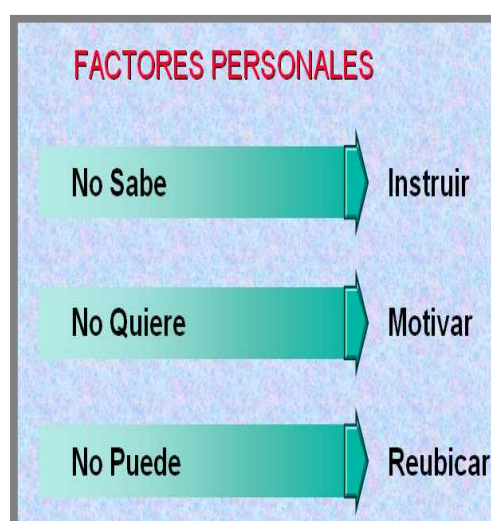 FACTORES PERSONALES
No Sabe Instruir
No Quiere Motivar
No Puede Reubicar